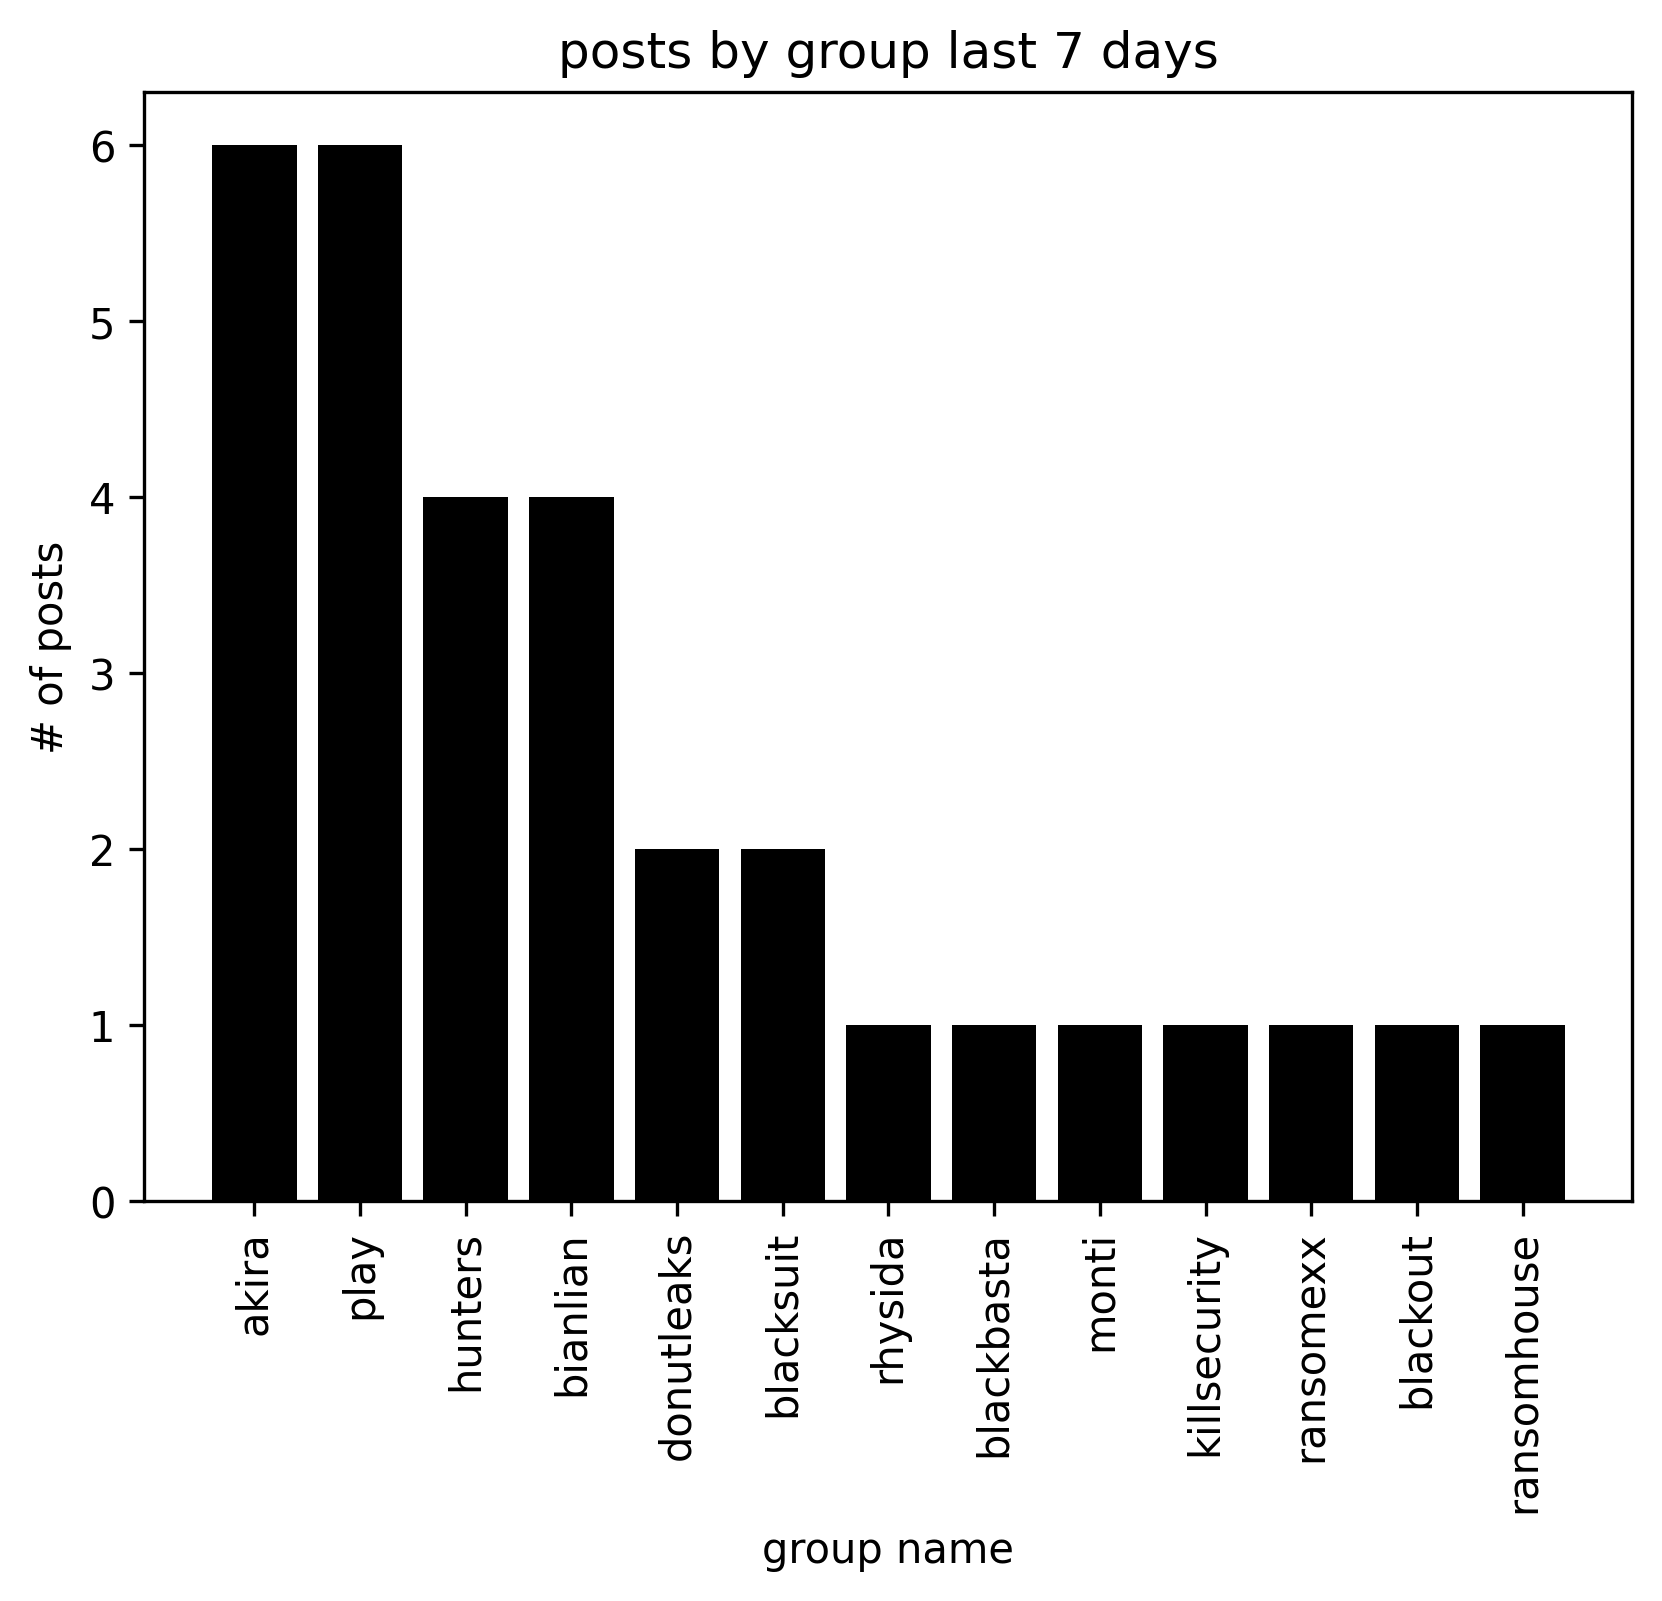 posts by group last 7 days
6
5
4
3
2
1
0
# of posts
akira
play
hunters
bianlian
donutleaks
blacksuit
rhysida
blackbasta
monti
killsecurity
ransomexx
blackout
ransomhouse
group name